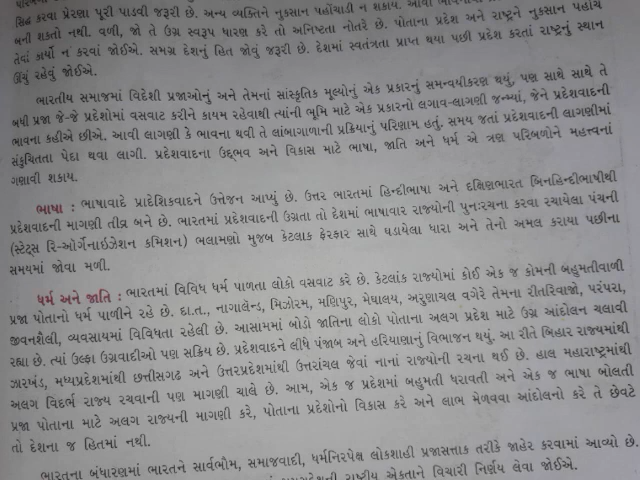 સિદ્ધ કરવા પ્રેરણા પૂરી પાડવી જરૂરી છે. અન્ય વ્યક્તિને નુકસાન પહોંચાડી ન શકાય. આવી
બની શકતો નથી. વળી, જો તે ઉગ્ર સ્વરૂપ ધારણ કરે તો અનિષ્ટતા નોતરે છે. પોતાના પ્રદેશ અને રાષ્ટ્રને નુકસાન પહોંચે
તેવાં કાર્યો ન કરવાં જોઈએ. સમગ્ર દેશનું હિત જોવું જરૂરી છે. દેશમાં સ્વતંત્રતા પ્રાપ્ત થયા પછી પ્રદેશ કરતાં રાષ્ટ્રનું સ્થાન
ઊંચું રહેવું જોઈએ.
ભારતીય સમાજમાં વિદેશી પ્રજાઓનું અને તેમનાં સાંસ્કૃતિક મૂલ્યોનું એક પ્રકારનું સમન્વયીકરણ થયું, પણ સાથે સાથે તે
બધી પ્રજા જે-જે પ્રદેશોમાં વસવાટ કરીને કાયમ રહેવાથી ત્યાંની ભૂમિ માટે એક પ્રકારનો લગાવ-લાગણી જન્મ્યાં, જેને પ્રદેશવાદની
ભાવના કહીએ છીએ. આવી લાગણી કે ભાવના થવી તે લાંબાગાળાની પ્રક્રિયાનું પરિણામ હતું. સમય જતાં પ્રદેશવાદની લાગણીમાં
સંકુચિતતા પેદા થવા લાગી. પ્રદેશવાદના ઉદ્ભવ અને વિકાસ માટે ભાષા, જાતિ અને ધર્મ એ ત્રણ પરિબળોને મહત્ત્વનાં
ગણાવી શકાય.
ભાષા : ભાષાવાદે પ્રાદેશિકવાદને ઉત્તેજન આપ્યું છે. ઉત્તર ભારતમાં હિન્દીભાષા અને દક્ષિણભારત બિનહિન્દીભાષીથી
પ્રદેશવાદની માગણી તીવ્ર બને છે. ભારતમાં પ્રદેશવાદની ઉગ્રતા તો દેશમાં ભાષાવાર રાજ્યોની પુનઃરચના કરવા રચાયેલા પંચની
(સ્ટેટ્સ રિ-ઑર્ગનાઇઝેશન કમિશન) ભલામણો મુજબ કેટલાક ફેરફાર સાથે ઘડાયેલા ધારા અને તેનો અમલ કરાયા પછીના
સમયમાં જોવા મળી.
ધર્મ અને જાતિ : ભારતમાં વિવિધ ધર્મ પાળતા લોકો વસવાટ કરે છે. કેટલાંક રાજ્યોમાં કોઈ એક જ કોમની બહુમતીવાળી
પ્રજા પોતાનો ધર્મ પાળીને રહે છે. દા.ત., નાગાલેન્ડ, મિઝોરમ, મણિપુર, મેઘાલય, અરુણાચલ વગેરે તેમના રીતરિવાજો, પરંપરા,
જીવનશૈલી, વ્યવસાયમાં વિવિધતા રહેલી છે. આસામમાં બોડો જાતિના લોકો પોતાના અલગ પ્રદેશ માટે ઉગ્ર આંદોલન ચલાવી
રહ્યા છે. ત્યાં ઉલ્ફા ઉગ્રવાદીઓ પણ સક્રિય છે. પ્રદેશવાદને લીધે પંજાબ અને હરિયાણાનું વિભાજન થયું. આ રીતે બિહાર રાજ્યમાંથી
ઝારખંડ, મધ્યપ્રદેશમાંથી છત્તીસગઢ અને ઉત્તરપ્રદેશમાંથી ઉત્તરાંચલ જેવાં નાનાં રાજ્યોની રચના થઈ છે. હાલ મહારાષ્ટ્રમાંથી
અલગ વિદર્ભ રાજ્ય રચવાની પણ માગણી ચાલે છે. આમ, એક જ પ્રદેશમાં બહુમતી ધરાવતી અને એક જ ભાષા બોલતી
પ્રજા પોતાના માટે અલગ રાજ્યની માગણી કરે, પોતાના પ્રદેશોનો વિકાસ કરે અને લાભ મેળવવા આંદોલનો કરે તે છેવટે
તો દેશના જ હિતમાં નથી.
ભારતના બંધારણમાં ભારતને સાર્વભૌમ, સમાજવાદી, ધર્મનિરપેક્ષ લોકશાહી પ્રજાસત્તાક તરીકે જાહેર કરવામાં આવ્યો છે.
રાષ્ટ્રીય એકતાને વિચારી નિર્ણય લેવા જોઈએ.